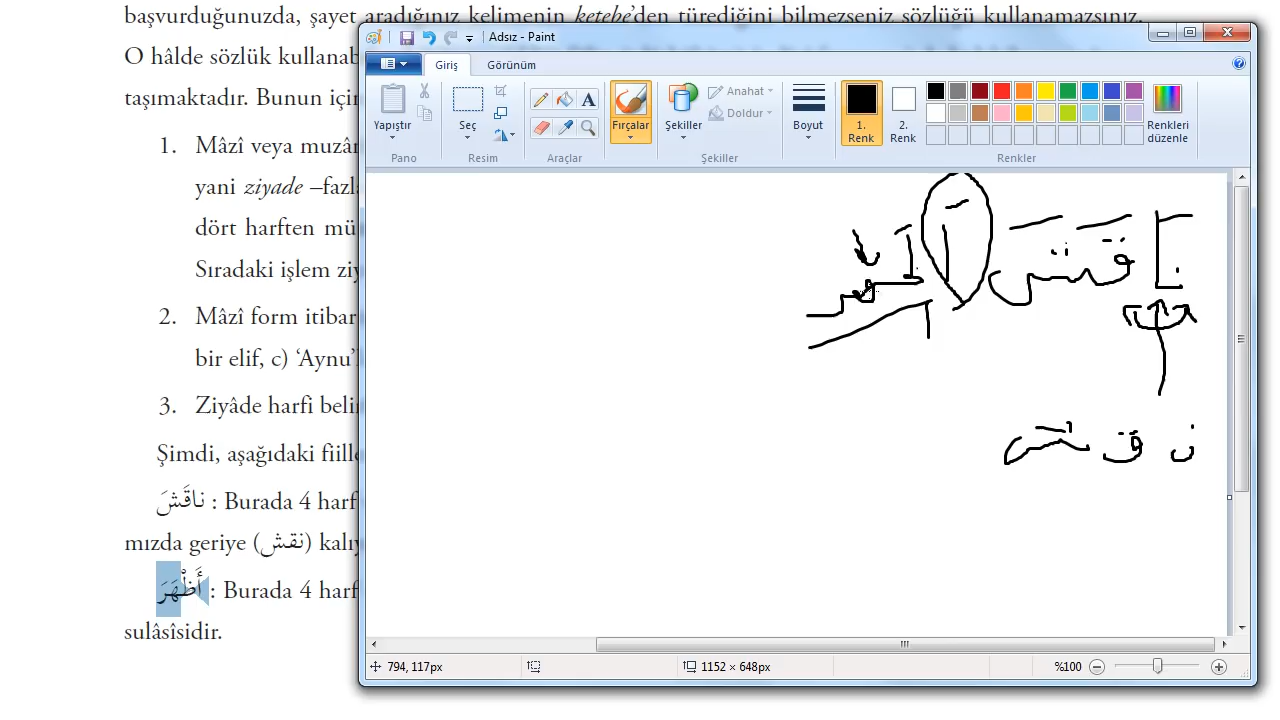 başvurduğunuzda, şayet aradığınız kelimenin ketebe'den türediğini bilmezseniz sözlüğü kullanamazsınız.
O hâlde sözlük kullanab
taşımaktadır. Bunun için
1. Mâzî veya muzâr
yani ziyade –fazla
dört harften mü
Sıradaki işlem ziy
2. Mâzî form itibar
bir elif, c) 'Aynu'l
3. Ziyâde harfi belir
Şimdi, aşağıdaki fiille
ناقَشَ : Burada 4 harf
mızda geriye (نقش) kalıy
أَظْهَرَ : Burada 4 harf
sulâsîsidir.
Adsız - Paint
Giriş
Görünüm
Yapıştır
Pano
Seç
Resim
A
Araçlar
Fırçalar
Şekiller
Anahat
Doldur
Şekiller
Boyut
1. Renk
2. Renk
Renkleri düzenle
Renkler
ن ق ش
794, 117px
1152 × 648px
%100